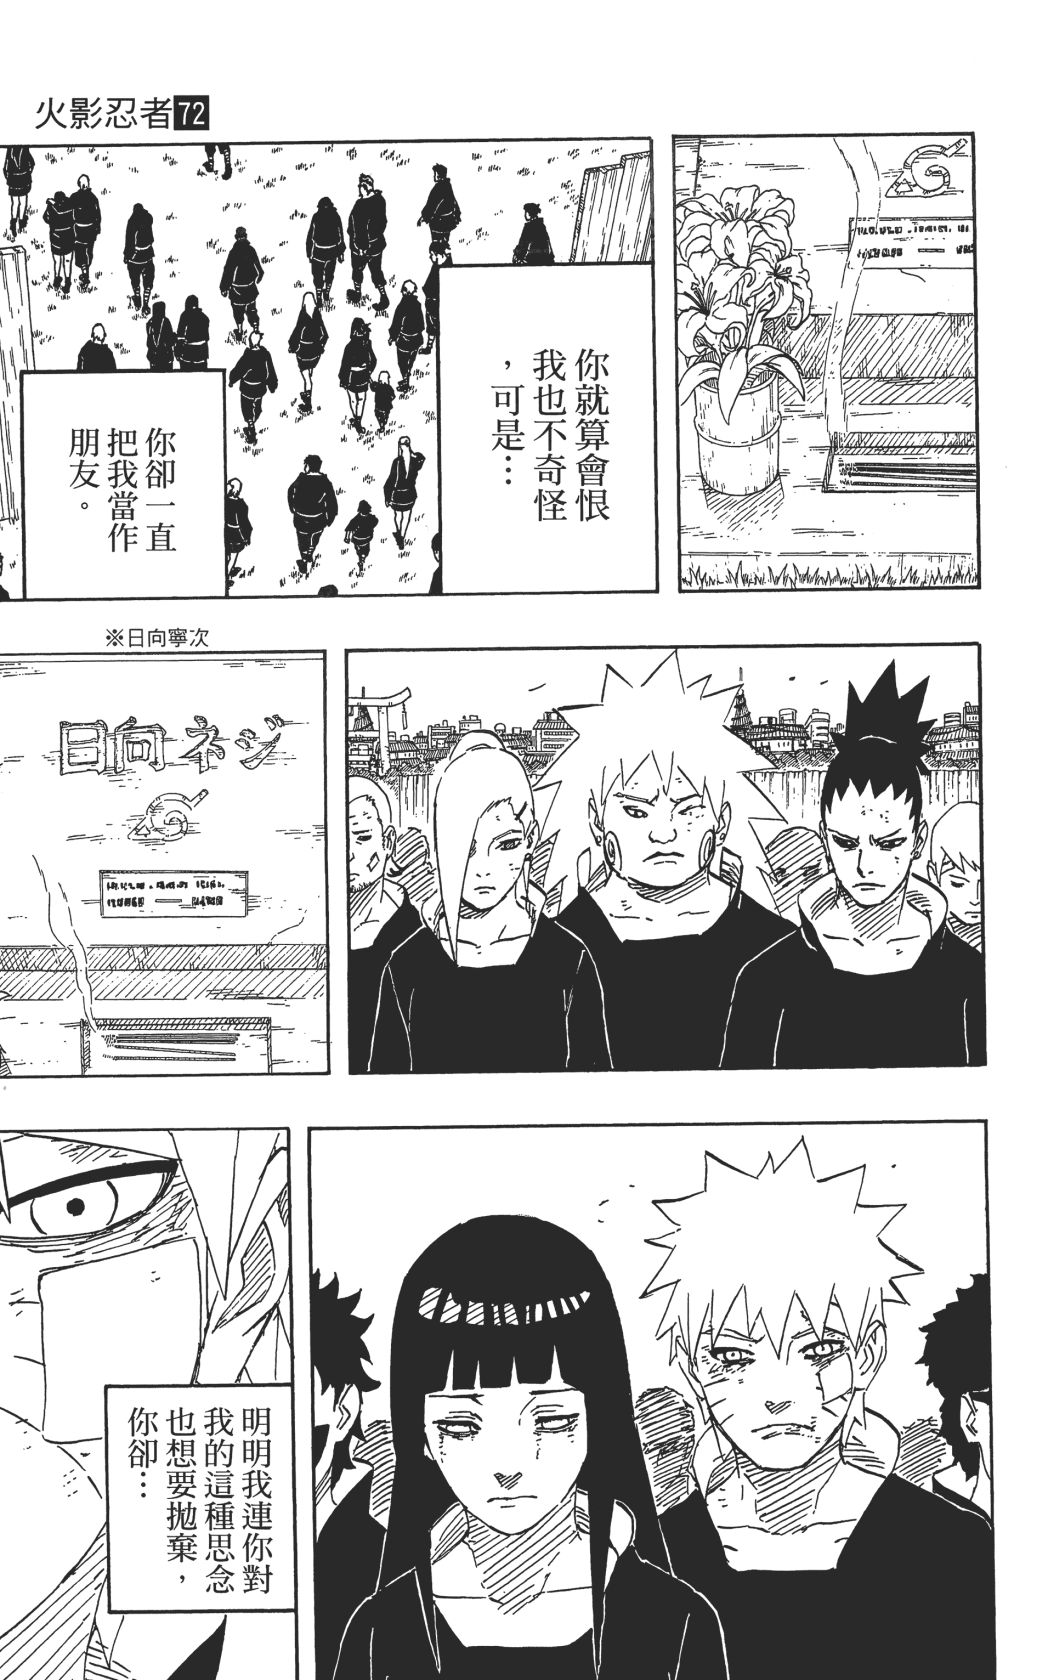 火影忍者72
你就算會恨
我也不奇怪
，可是…
你卻一直
把我當作
朋友。
※日向寧次
日向ネジ
明明我連你對
我的這種思念
也想要拋棄，
你卻…